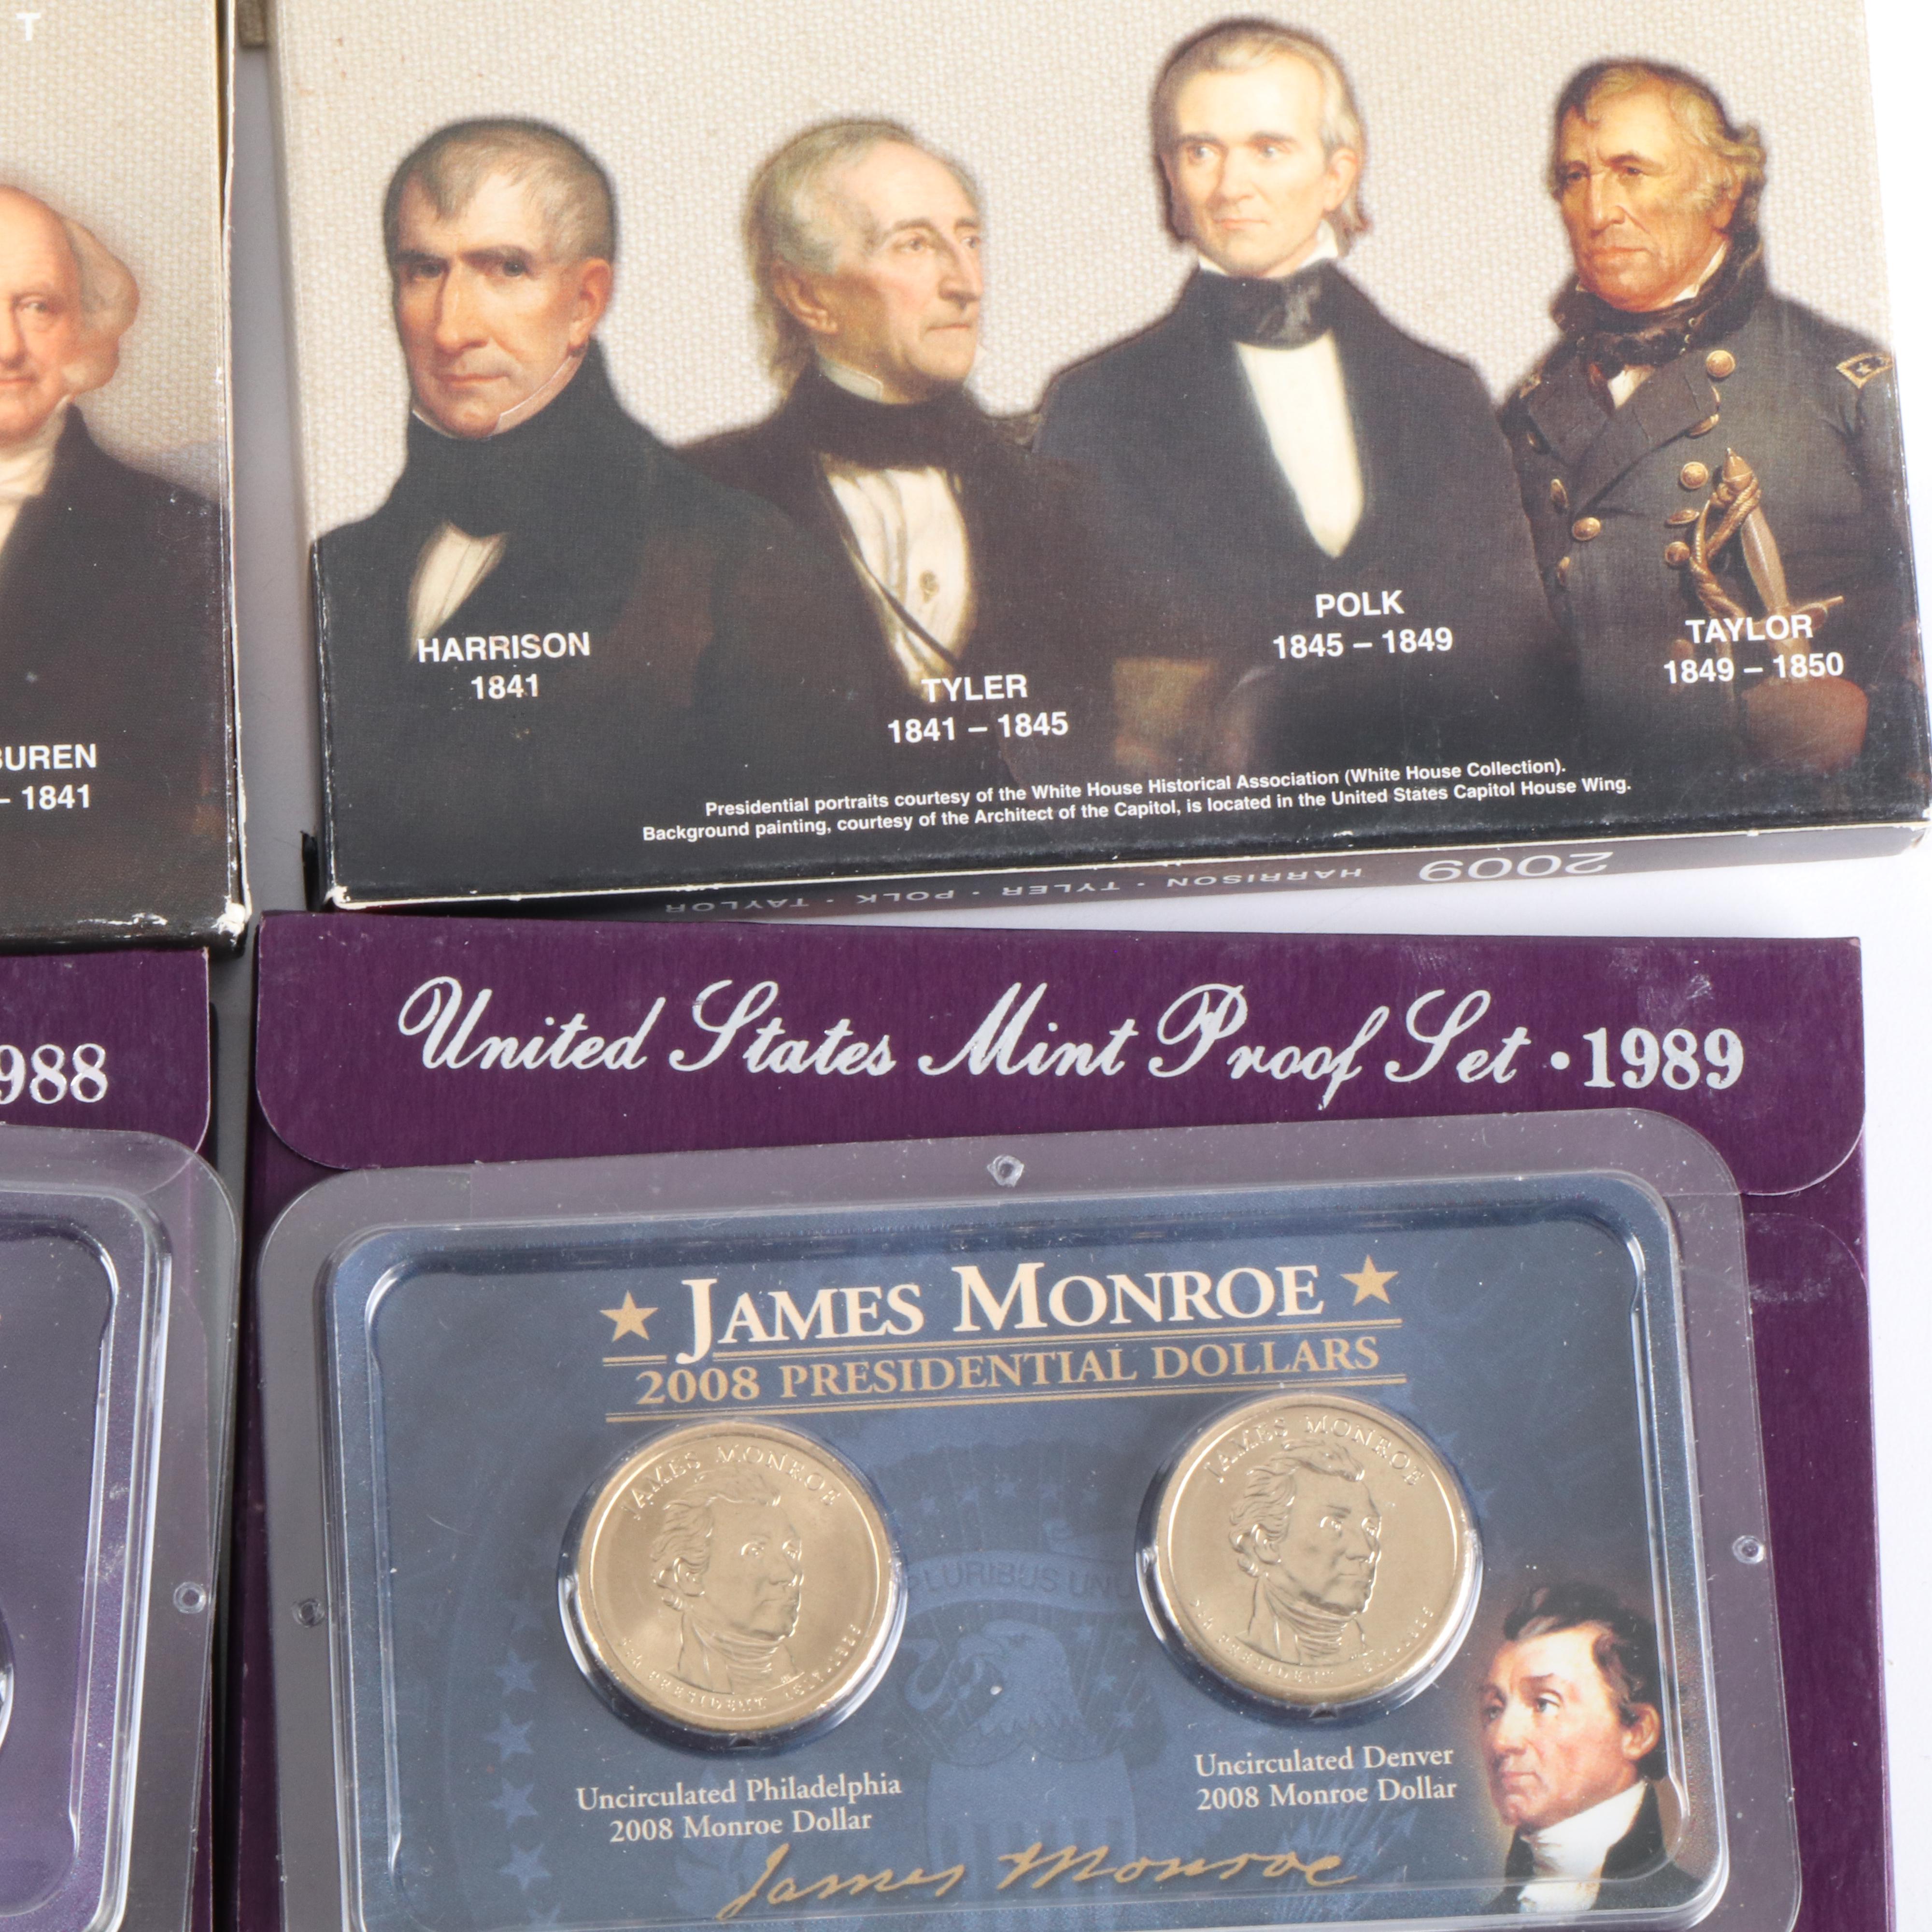 T
BUREN
– 1841
HARRISON
1841
TYLER
1841 – 1845
POLK
1845 – 1849
TAYLOR
1849 – 1850
Presidential portraits courtesy of the White House Historical Association (White House Collection).
Background painting, courtesy of the Architect of the Capitol, is located in the United States Capitol House Wing.
2009 HARRISON · TYLER · POLK · TAYLOR
988
United States Mint Proof Set · 1989
JAMES MONROE
2008 PRESIDENTIAL DOLLARS
JAMES MONROE
JAMES MONROE
PLURIBUS UNU
Uncirculated Philadelphia
2008 Monroe Dollar
Uncirculated Denver
2008 Monroe Dollar
James Monroe